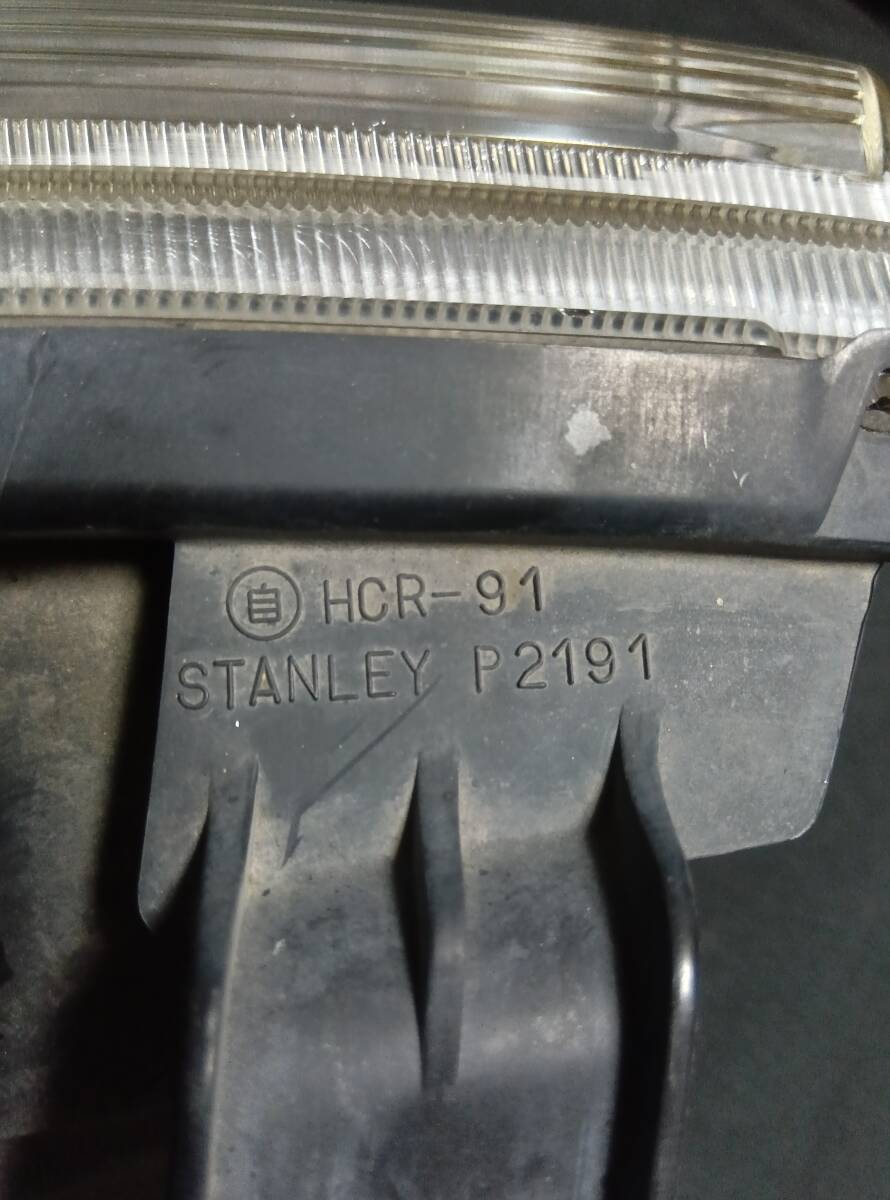 自 HCR-91
STANLEY P2191